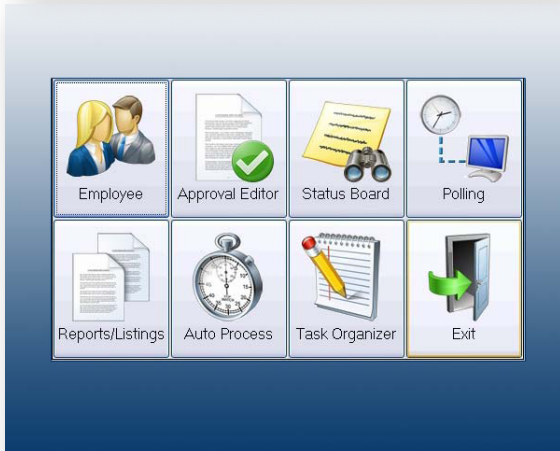 Employee
Approval Editor
Status Board
Polling
Reports/Listings
Auto Process
Task Organizer
Exit